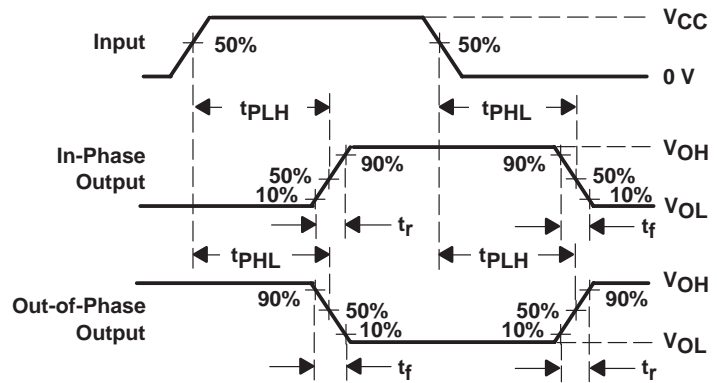 VCC
Input
50%
50%
0 V
tPLH
tPHL
In-Phase
Output
90%
90%
VOH
50%
50%
10%
10%
VOL
tr
tf
tPHL
tPLH
Out-of-Phase
Output
90%
90%
VOH
50%
50%
10%
10%
VOL
tf
tr